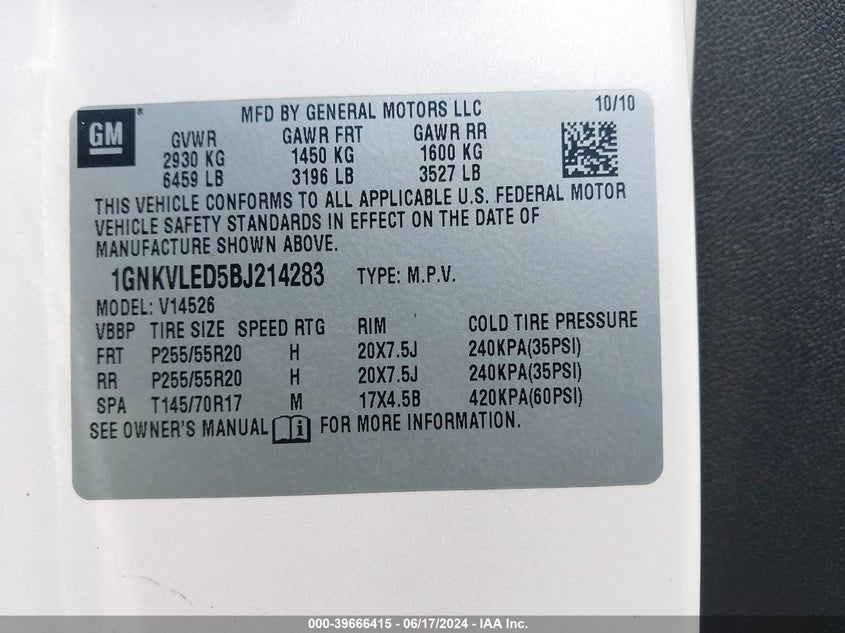 GM®
MFD BY GENERAL MOTORS LLC 10/10
GVWR GAWR FRT GAWR RR
2930 KG 1450 KG 1600 KG
6459 LB 3196 LB 3527 LB
THIS VEHICLE CONFORMS TO ALL APPLICABLE U.S. FEDERAL MOTOR
VEHICLE SAFETY STANDARDS IN EFFECT ON THE DATE OF
MANUFACTURE SHOWN ABOVE.
1GNKVLED5BJ214283 TYPE: M.P.V.
MODEL: V14526
VBBP TIRE SIZE SPEED RTG RIM COLD TIRE PRESSURE
FRT P255/55R20 H 20X7.5J 240KPA(35PSI)
RR P255/55R20 H 20X7.5J 240KPA(35PSI)
SPA T145/70R17 M 17X4.5B 420KPA(60PSI)
SEE OWNER'S MANUAL i FOR MORE INFORMATION.
000-39666415 - 06/17/2024 - IAA Inc.